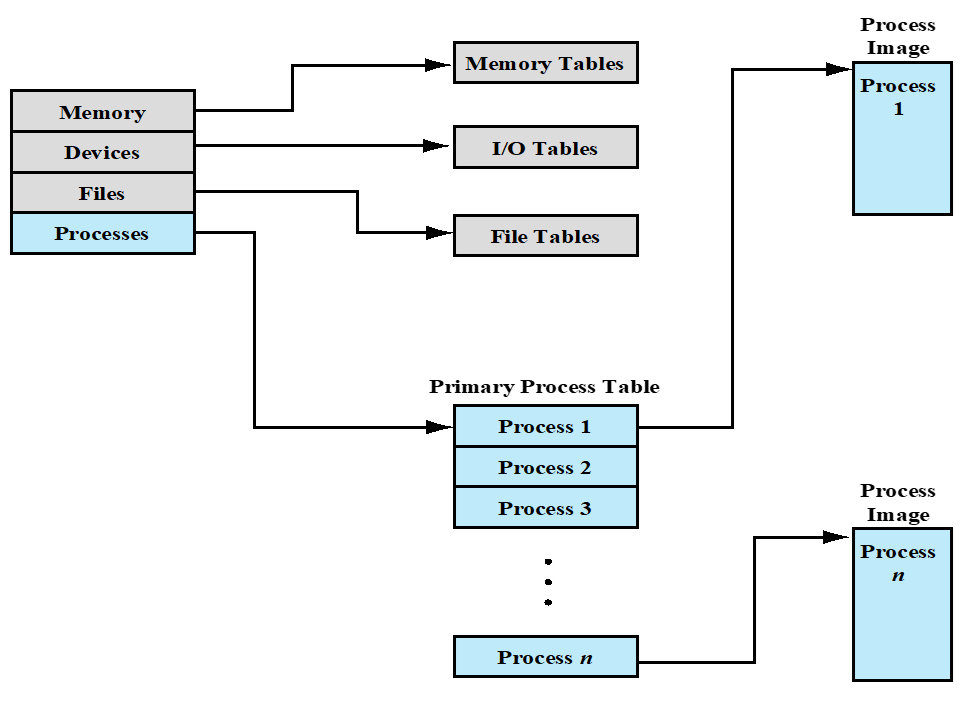 Memory
Devices
Files
Processes
Memory Tables
I/O Tables
File Tables
Primary Process Table
Process 1
Process 2
Process 3
Process n
Process
Image
Process
1
Process
Image
Process
n